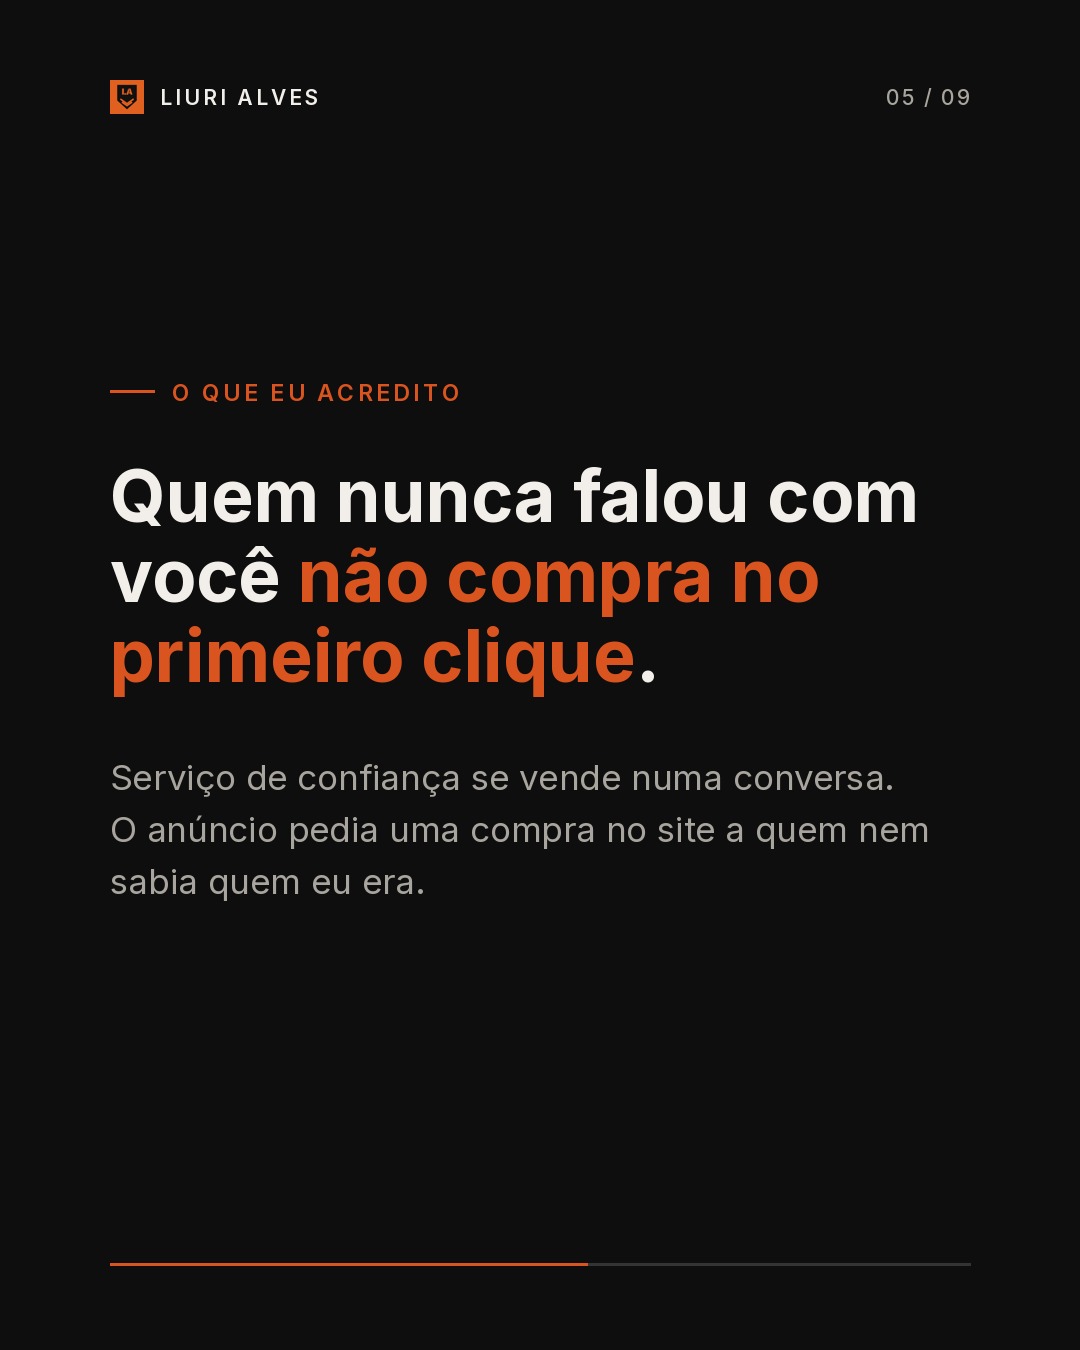 LA
LIURI ALVES
05 / 09
O QUE EU ACREDITO
Quem nunca falou com
você não compra no
primeiro clique.
Serviço de confiança se vende numa conversa.
O anúncio pedia uma compra no site a quem nem
sabia quem eu era.